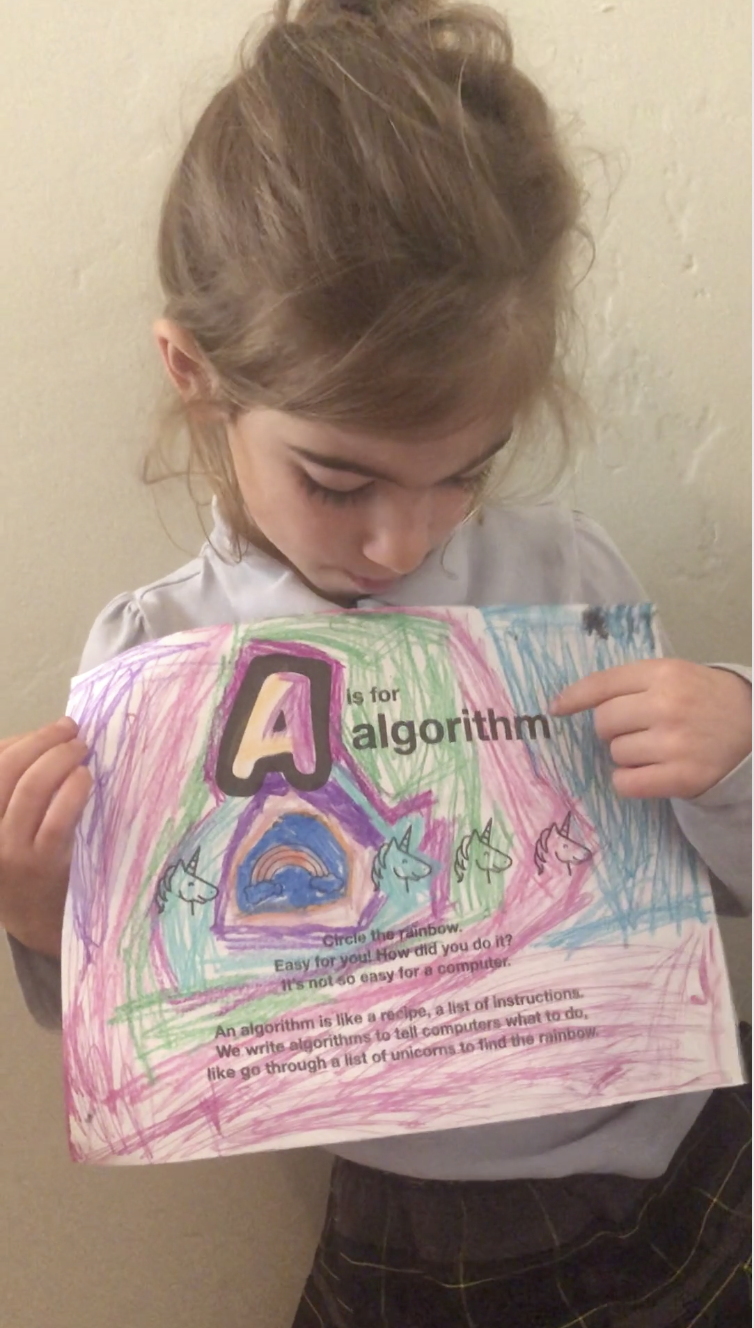 A is for
algorithm
Circle the rainbow.
Easy for you! How did you do it?
It's not so easy for a computer.
An algorithm is like a recipe, a list of instructions.
We write algorithms to tell computers what to do,
like go through a list of unicorns to find the rainbow.